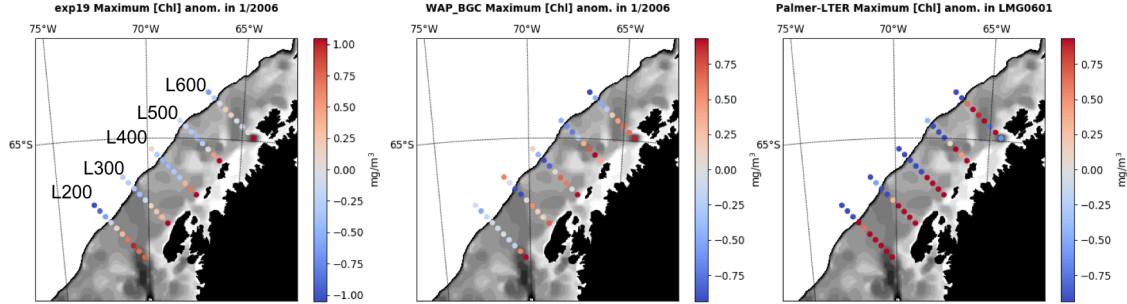 exp19 Maximum [Chl] anom. in 1/2006
75°W
70°W
65°W
65°S
L600
L500
L400
L300
L200
1.00
0.75
0.50
0.25
0.00
−0.25
−0.50
−0.75
−1.00
mg/m³
WAP_BGC Maximum [Chl] anom. in 1/2006
75°W
70°W
65°W
0.75
0.50
0.25
0.00
−0.25
−0.50
−0.75
mg/m³
Palmer-LTER Maximum [Chl] anom. in LMG0601
75°W
70°W
65°W
65°S
0.75
0.50
0.25
0.00
−0.25
−0.50
−0.75
mg/m³